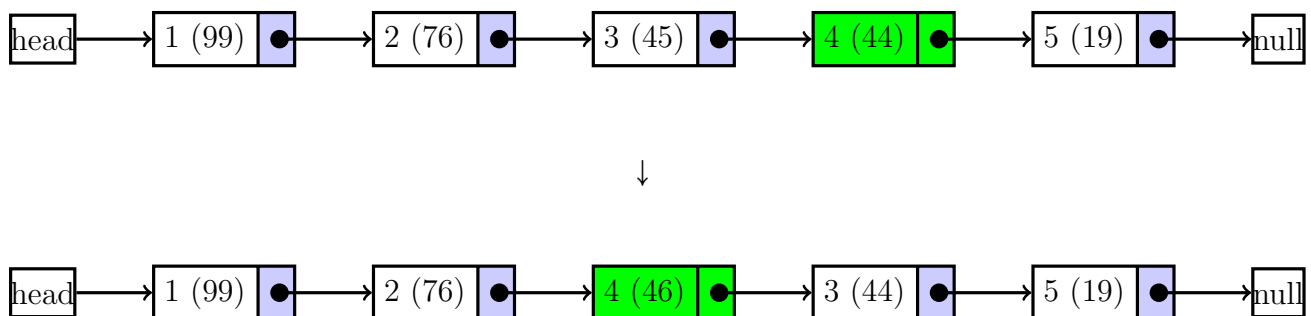 head 1 (99) 2 (76) 3 (45) 4 (44) 5 (19) null
↓
head 1 (99) 2 (76) 4 (46) 3 (44) 5 (19) null